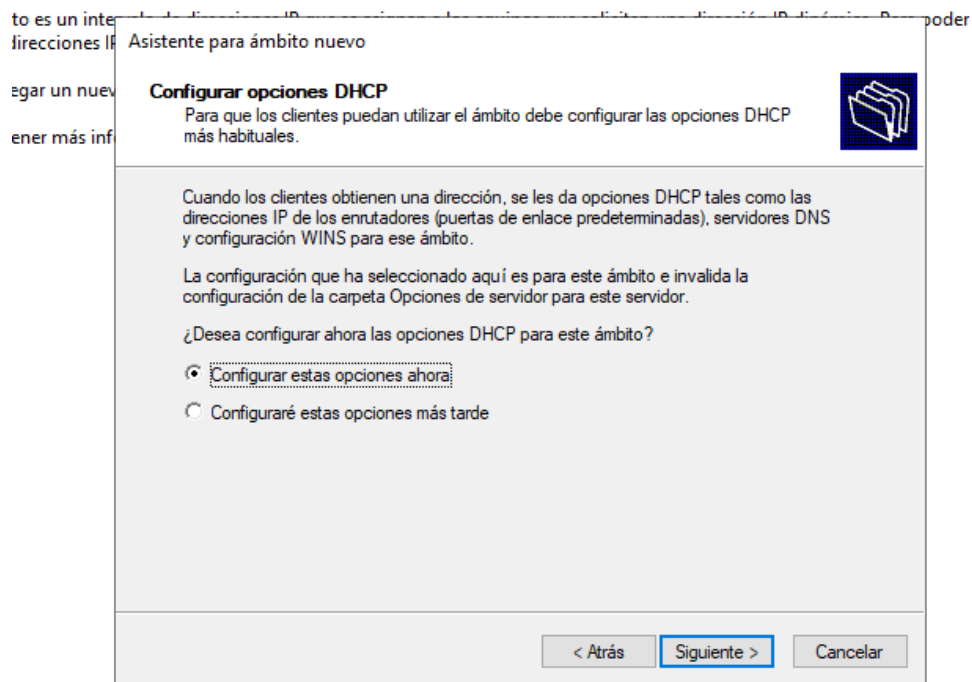 to es un
poder
direcciones IP
Asistente para ámbito nuevo
egar un nuev
Configurar opciones DHCP
Para que los clientes puedan utilizar el ámbito debe configurar las opciones DHCP
más habituales.
ener más inf
Cuando los clientes obtienen una dirección, se les da opciones DHCP tales como las
direcciones IP de los enrutadores (puertas de enlace predeterminadas), servidores DNS
y configuración WINS para ese ámbito.
La configuración que ha seleccionado aquí es para este ámbito e invalida la
configuración de la carpeta Opciones de servidor para este servidor.
¿Desea configurar ahora las opciones DHCP para este ámbito?
Configurar estas opciones ahora
Configuraré estas opciones más tarde
< Atrás
Siguiente >
Cancelar